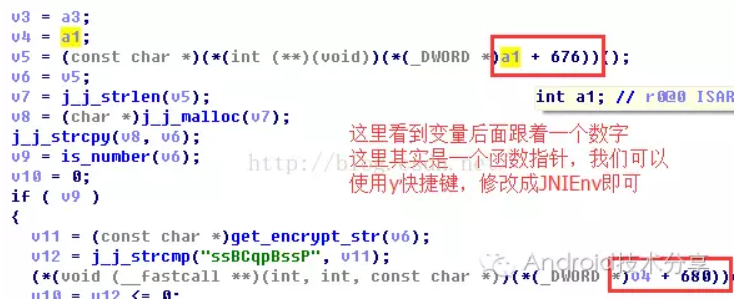 v3 = a3;
v4 = a1;
v5 = (const char *)(*(int (**)(void))(*(_DWORD *)a1 + 676))();
v6 = v5;
int a1; // r0@0 ISAR
v7 = j_j_strlen(v5);
v8 = (char *)j_j_malloc(v7);
j_j_strcpy(v8, v6);
这里看到变量后面跟着一个数字
v9 = is_number(v6);
这里其实是一个函数指针，我们可以
http://blog
v10 = 0;
使用y快捷键，修改成JNIEnv即可
if ( v9 )
{
v11 = (const char *)get_encrypt_str(v6);
v12 = j_j_strcmp("ssBCqpBssP", v11);
Android技术分享
(*(void (__fastcall **)(int, int, const char *))(*(_DWORD *)v4 + 680))
v10 = v12 <= 0;